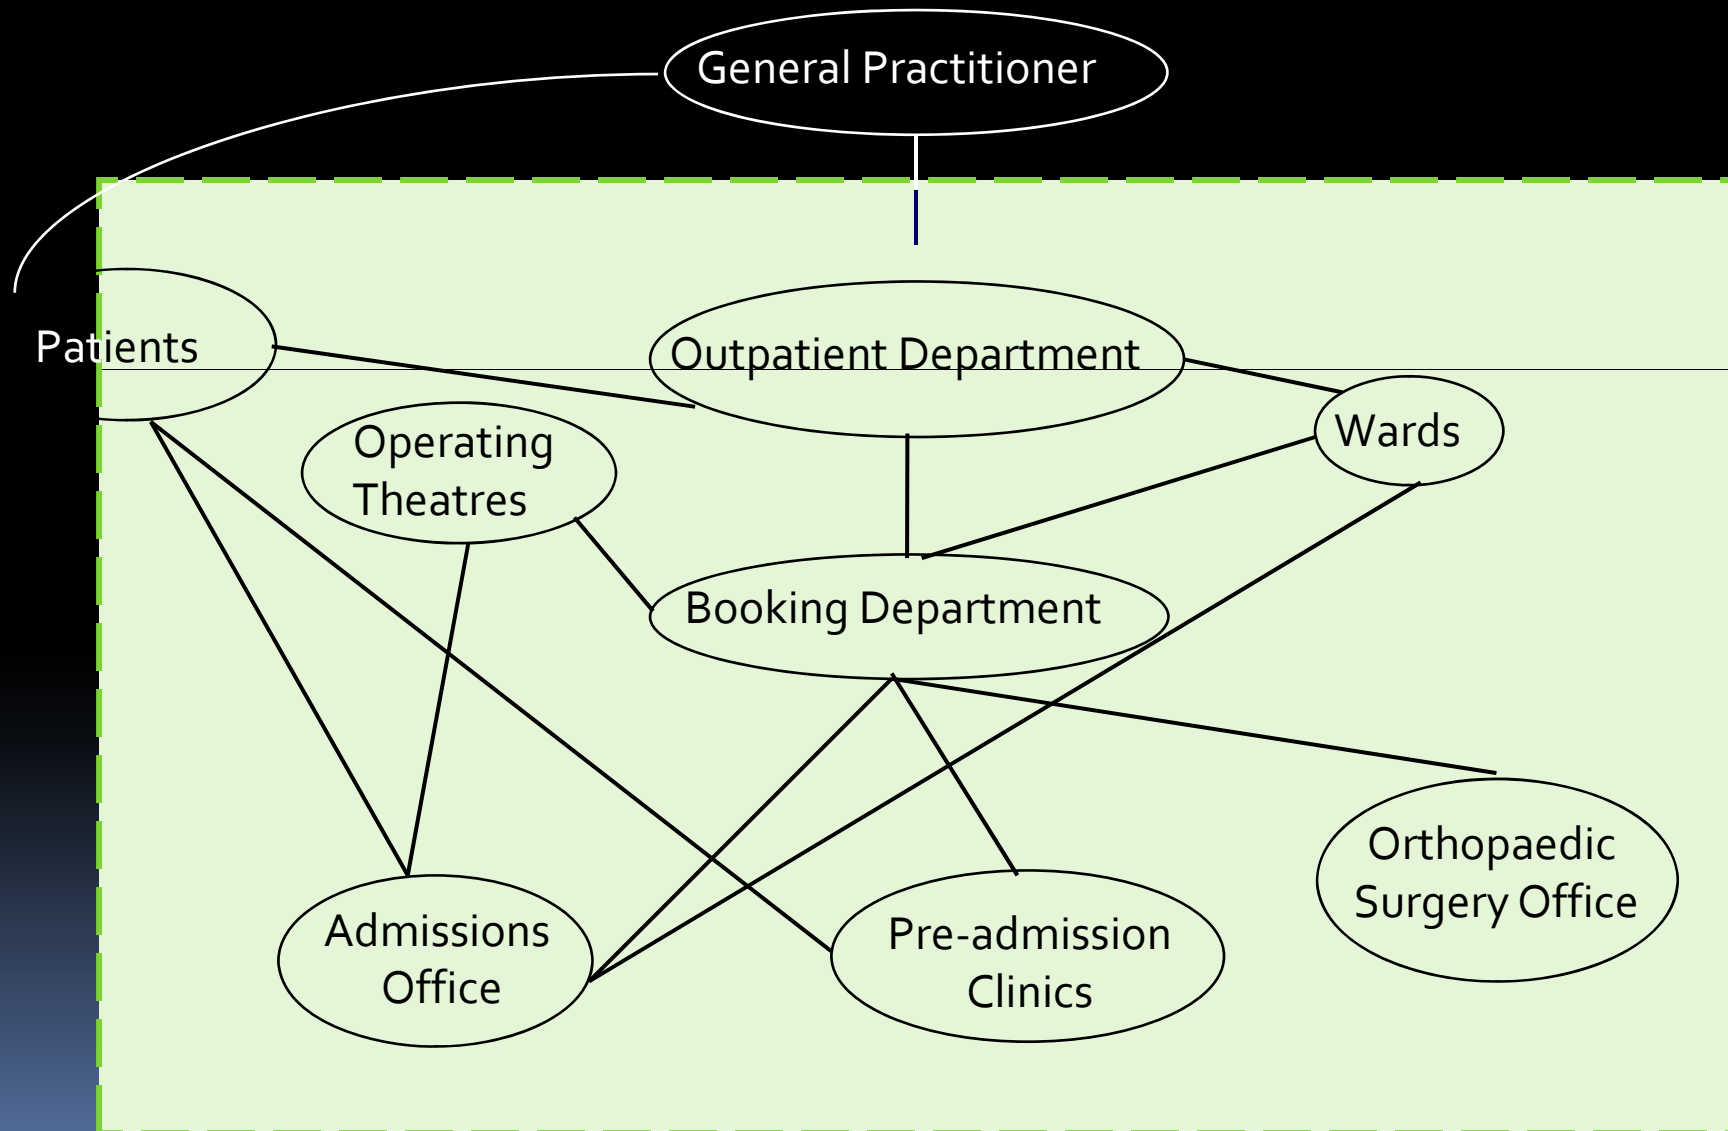 General Practitioner
Patients
Outpatient Department
Wards
Operating
Theatres
Booking Department
Orthopaedic
Surgery Office
Admissions
Office
Pre-admission
Clinics